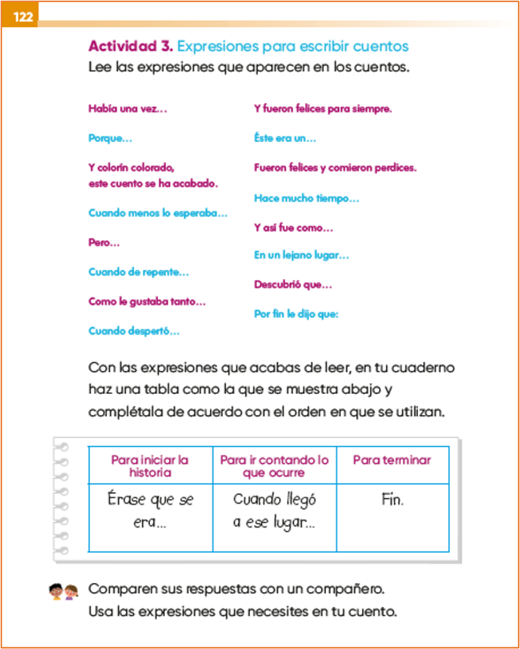 122
Actividad 3. Expresiones para escribir cuentos
Lee las expresiones que aparecen en los cuentos.
Había una vez...
Porque...
Y colorín colorado,
este cuento se ha acabado.
Cuando menos lo esperaba...
Pero...
Cuando de repente...
Como le gustaba tanto...
Cuando despertó...
Y fueron felices para siempre.
Éste era un...
Fueron felices y comieron perdices.
Hace mucho tiempo...
Y así fue como...
En un lejano lugar...
Descubrió que...
Por fin le dijo que:
Con las expresiones que acabas de leer, en tu cuaderno
haz una tabla como la que se muestra abajo y
complétala de acuerdo con el orden en que se utilizan.
Para iniciar la
historia
Para ir contando lo
que ocurre
Para terminar
Érase que se
era...
Cuando llegó
a ese lugar...
Fin.
Comparen sus respuestas con un compañero.
Usa las expresiones que necesites en tu cuento.